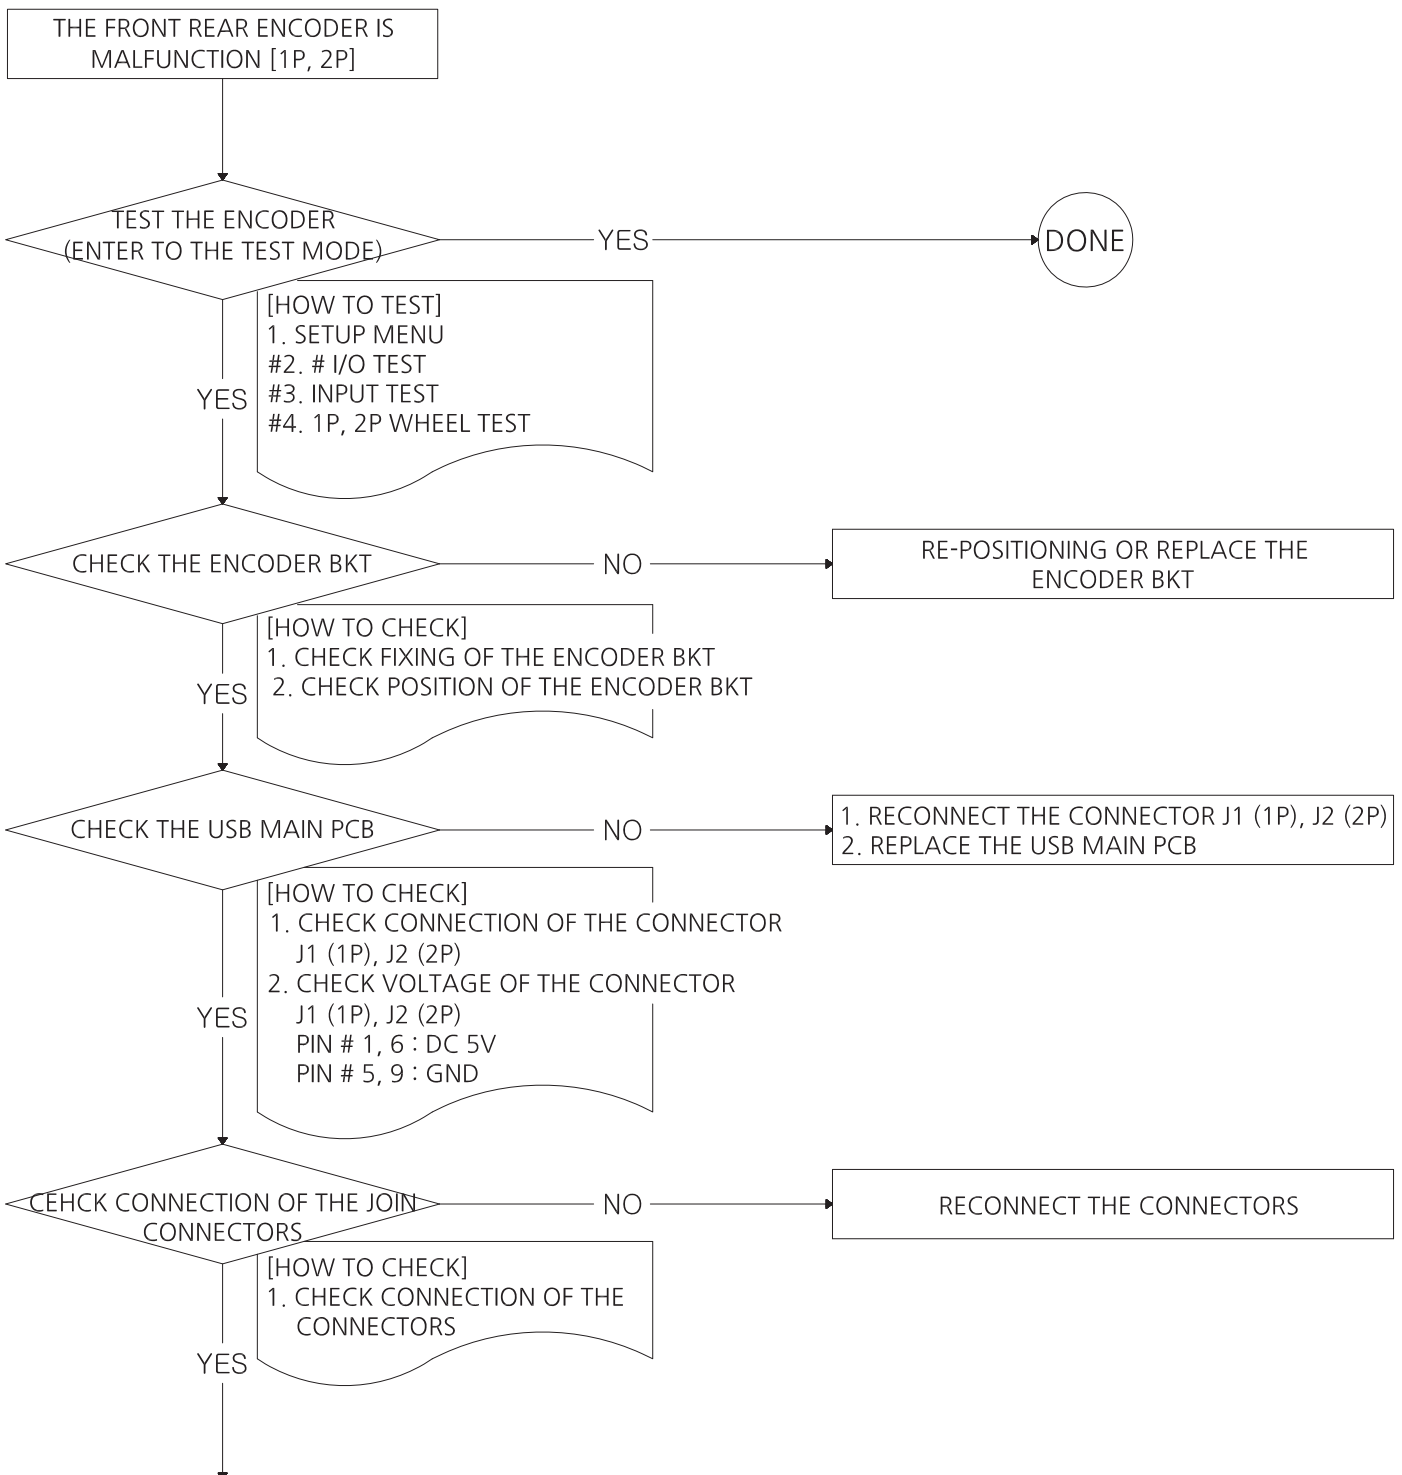 THE FRONT REAR ENCODER IS
MALFUNCTION [1P, 2P]
TEST THE ENCODER
(ENTER TO THE TEST MODE)
YES
DONE
[HOW TO TEST]
1. SETUP MENU
#2. # I/O TEST
#3. INPUT TEST
#4. 1P, 2P WHEEL TEST
YES
CHECK THE ENCODER BKT
NO
RE-POSITIONING OR REPLACE THE
ENCODER BKT
[HOW TO CHECK]
1. CHECK FIXING OF THE ENCODER BKT
2. CHECK POSITION OF THE ENCODER BKT
YES
CHECK THE USB MAIN PCB
NO
1. RECONNECT THE CONNECTOR J1 (1P), J2 (2P)
2. REPLACE THE USB MAIN PCB
[HOW TO CHECK]
1. CHECK CONNECTION OF THE CONNECTOR
J1 (1P), J2 (2P)
2. CHECK VOLTAGE OF THE CONNECTOR
J1 (1P), J2 (2P)
PIN # 1, 6 : DC 5V
PIN # 5, 9 : GND
YES
CEHCK CONNECTION OF THE JOIN
CONNECTORS
NO
RECONNECT THE CONNECTORS
[HOW TO CHECK]
1. CHECK CONNECTION OF THE
CONNECTORS
YES